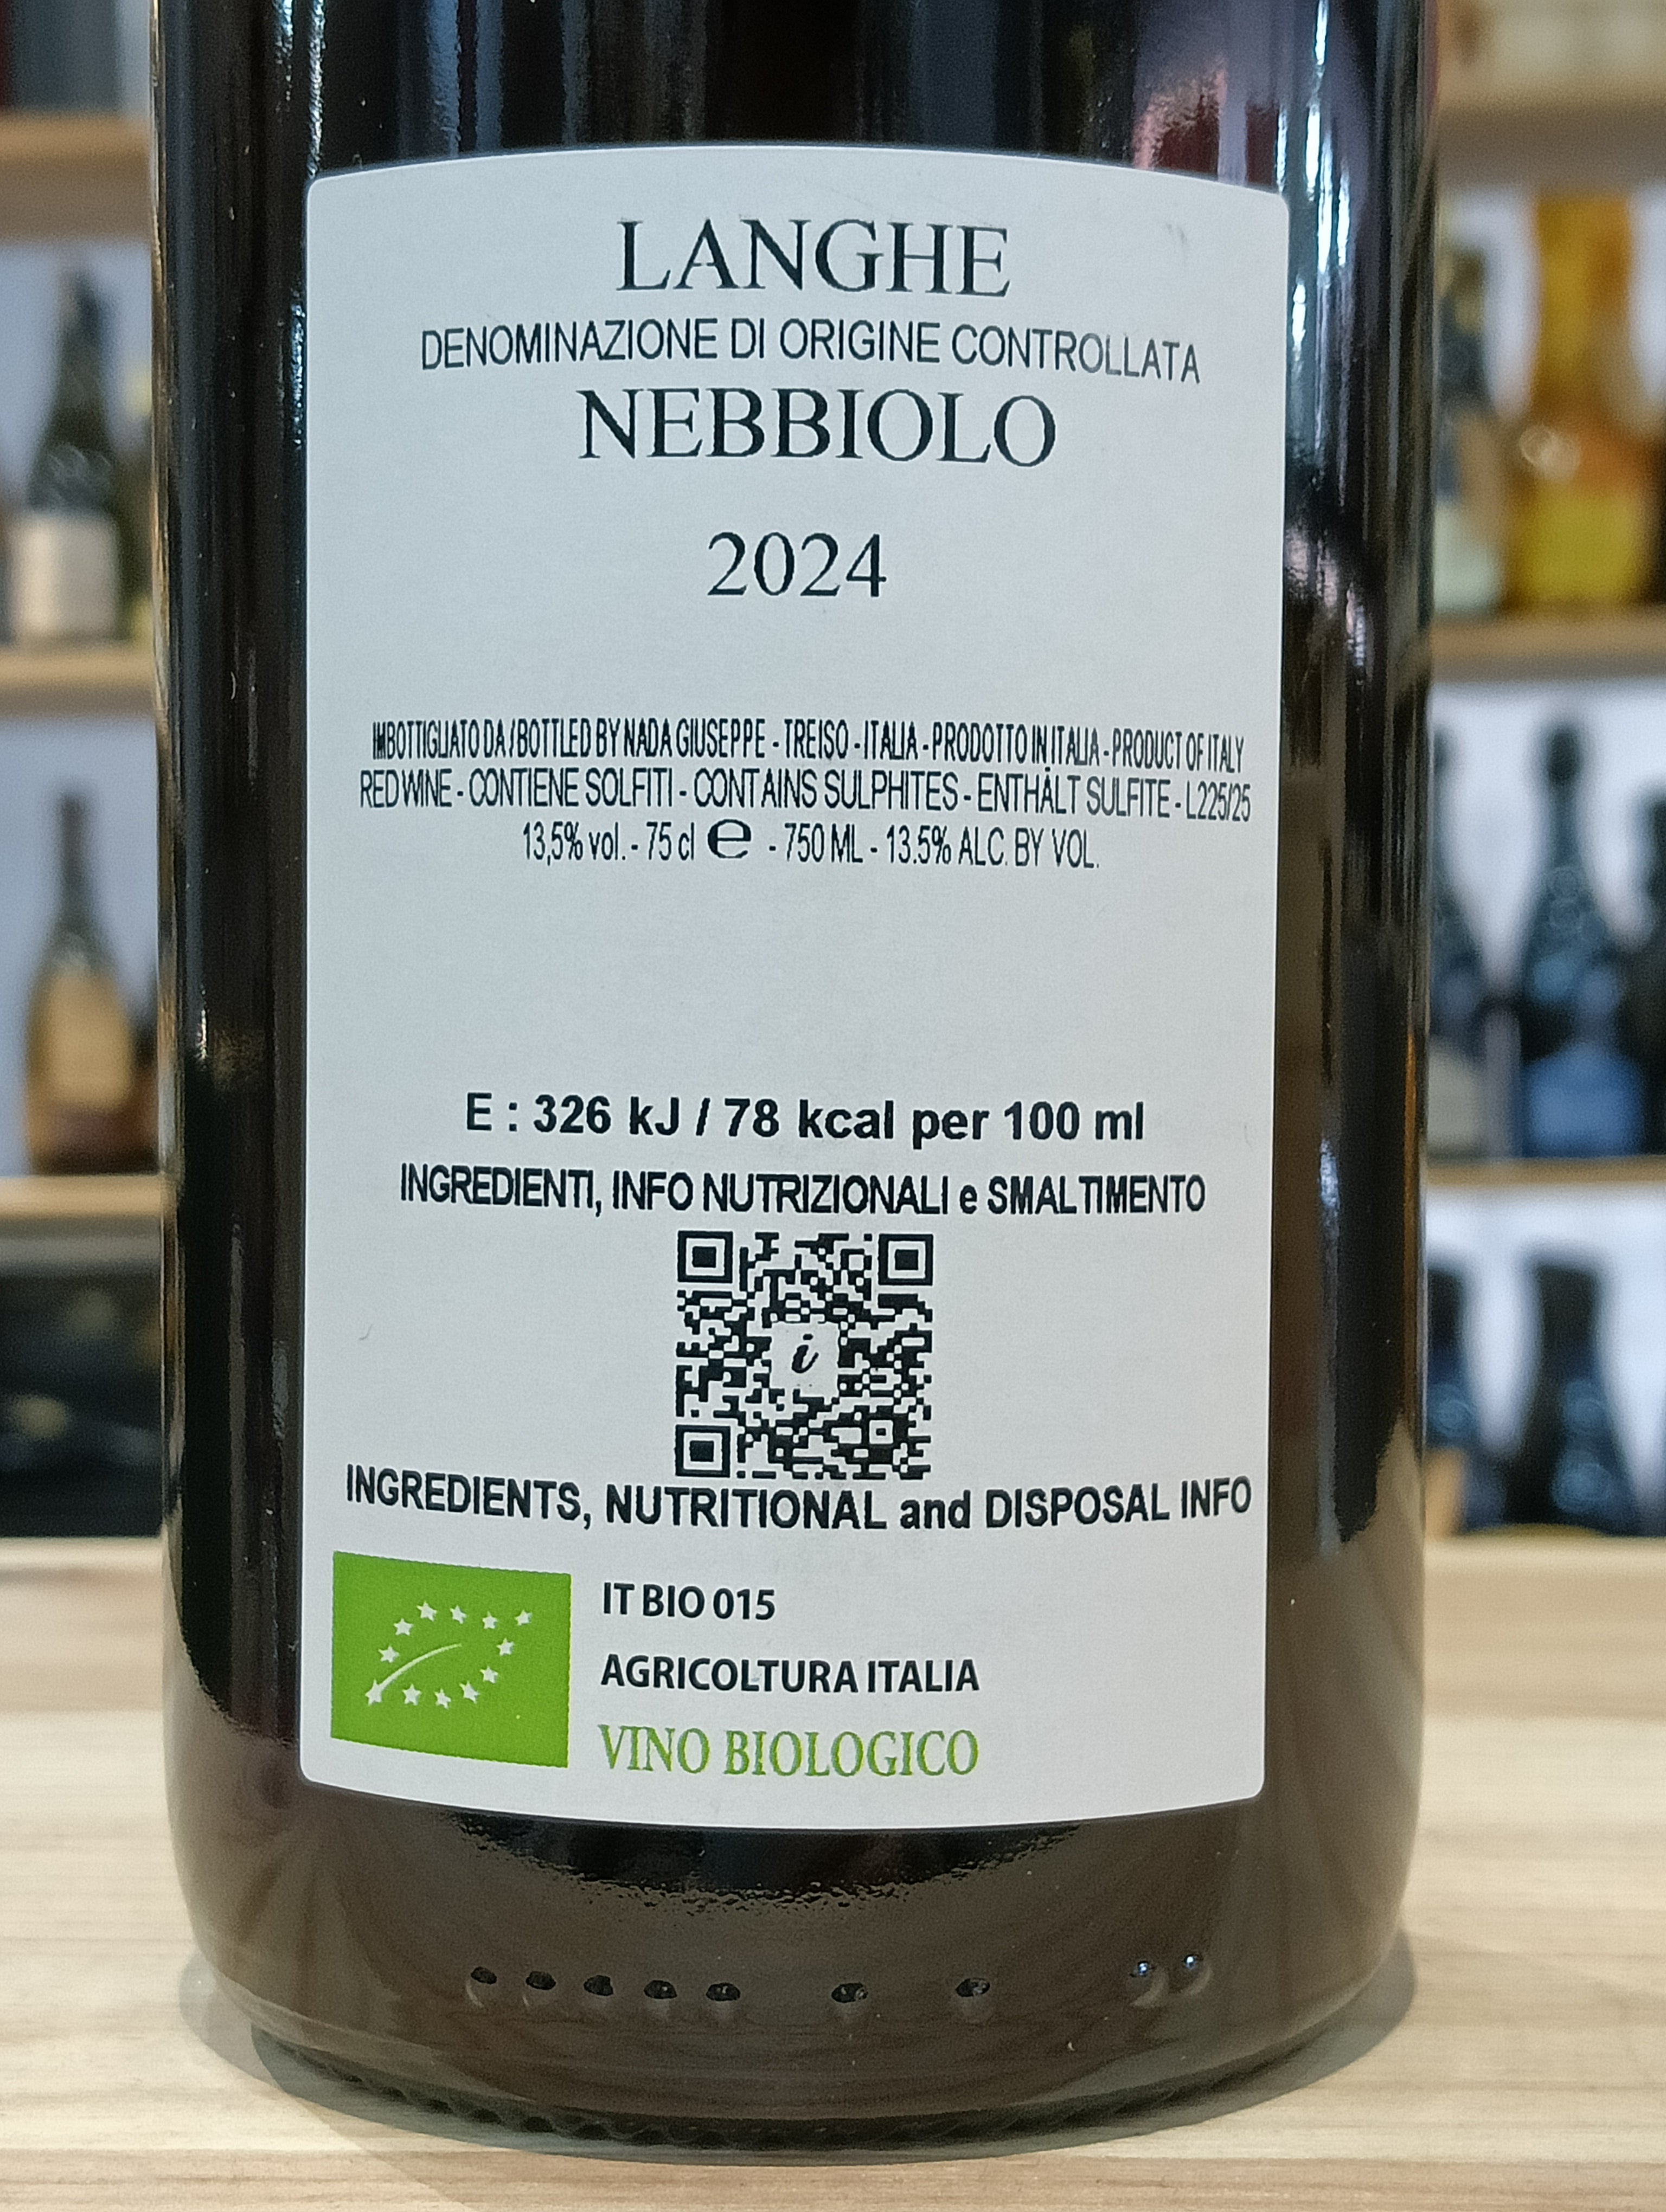 LANGHE
DENOMINAZIONE DI ORIGINE CONTROLLATA
NEBBIOLO
2024
IMBOTTIGLIATO DA / BOTTLED BY NADA GIUSEPPE - TREISO - ITALIA - PRODOTTO IN ITALIA - PRODUCT OF ITALY
RED WINE - CONTIENE SOLFITI - CONTAINS SULPHITES - ENTHÄLT SULFITE - L225/25
13,5% vol. - 75 cl ℮ - 750 ML - 13.5% ALC. BY VOL.
E : 326 kJ / 78 kcal per 100 ml
INGREDIENTI, INFO NUTRIZIONALI e SMALTIMENTO
i
INGREDIENTS, NUTRITIONAL and DISPOSAL INFO
IT BIO 015
AGRICOLTURA ITALIA
VINO BIOLOGICO